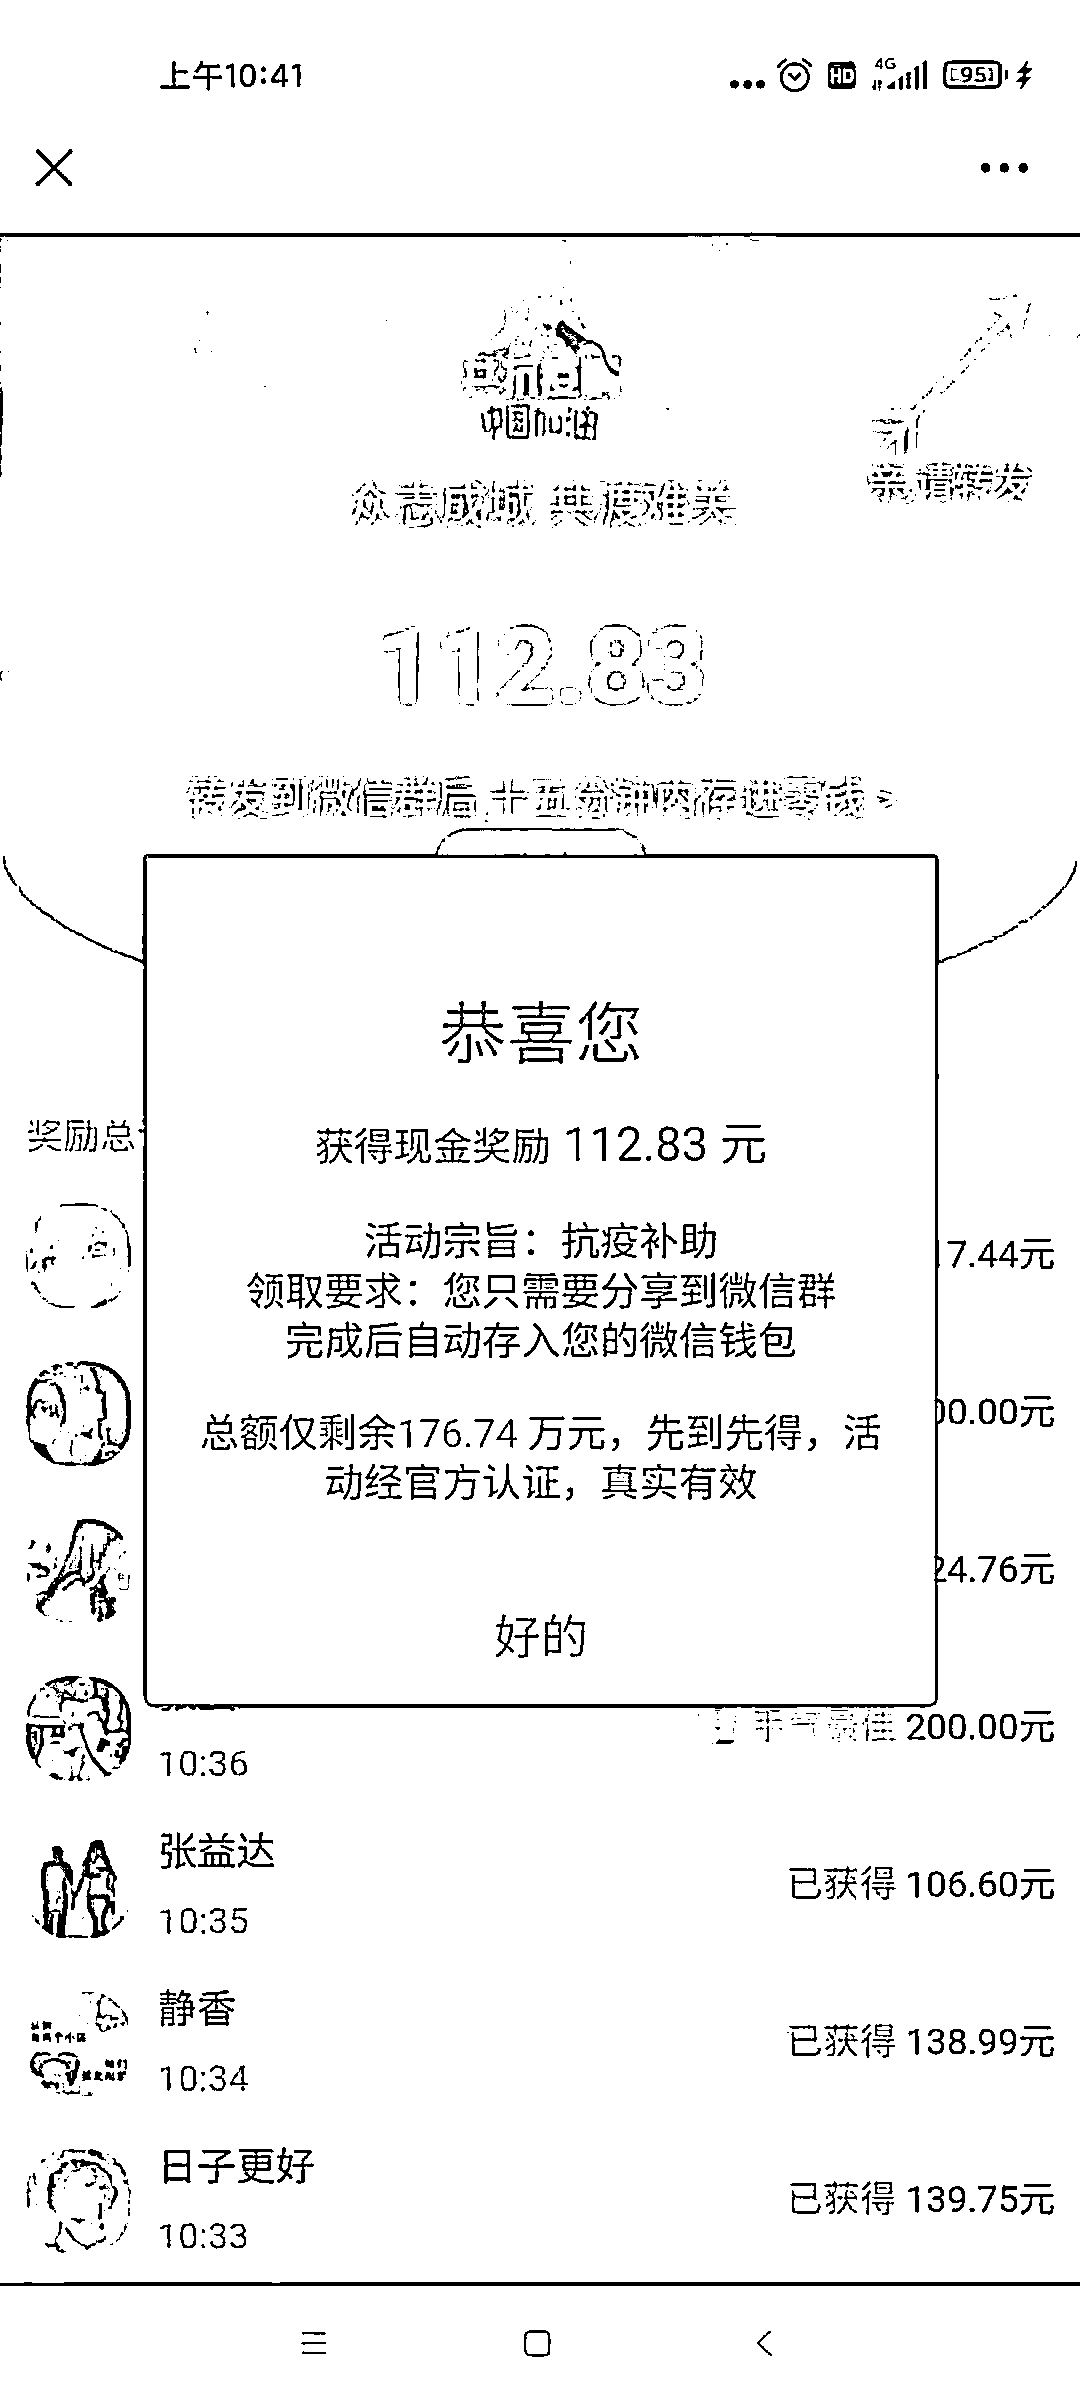 上午10:41
HD
4G
95
中国加油
众志成城 共度难关
亲,请转发
112.83
转发到微信群后,十五分钟内存进零钱 >
恭喜您
获得现金奖励 112.83 元
活动宗旨：抗疫补助
领取要求：您只需要分享到微信群
完成后自动存入您的微信钱包
总额仅剩余176.74 万元，先到先得，活
动经官方认证，真实有效
好的
奖励总
7.44元
00.00元
24.76元
手气最佳 200.00元
10:36
张益达
10:35
已获得 106.60元
静香
10:34
已获得 138.99元
日子更好
10:33
已获得 139.75元